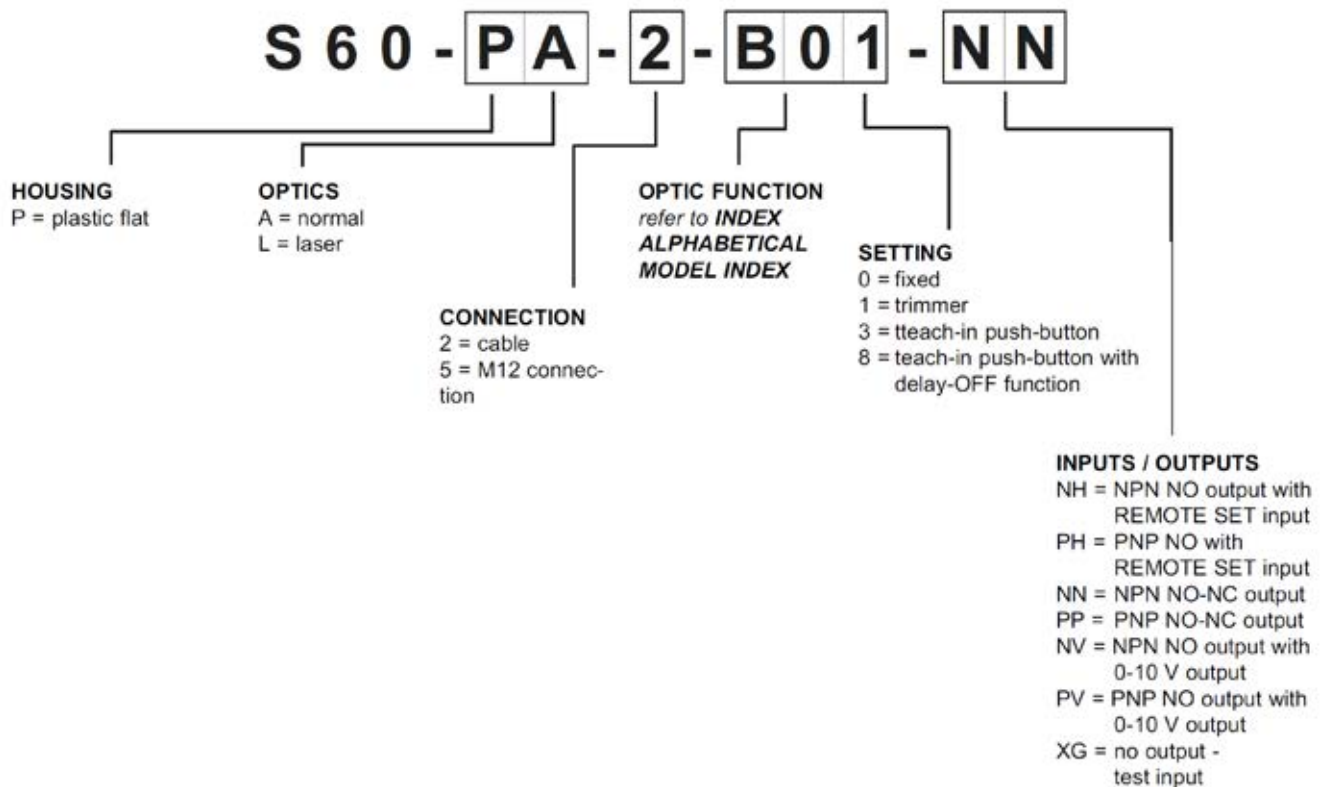 S60-PA-2-B01-NN
HOUSING
P = plastic flat
OPTICS
A = normal
L = laser
CONNECTION
2 = cable
5 = M12 connec-
tion
OPTIC FUNCTION
refer to INDEX
ALPHABETICAL
MODEL INDEX
SETTING
0 = fixed
1 = trimmer
3 = tteach-in push-button
8 = teach-in push-button with
delay-OFF function
INPUTS / OUTPUTS
NH = NPN NO output with
REMOTE SET input
PH = PNP NO with
REMOTE SET input
NN = NPN NO-NC output
PP = PNP NO-NC output
NV = NPN NO output with
0-10 V output
PV = PNP NO output with
0-10 V output
XG = no output -
test input